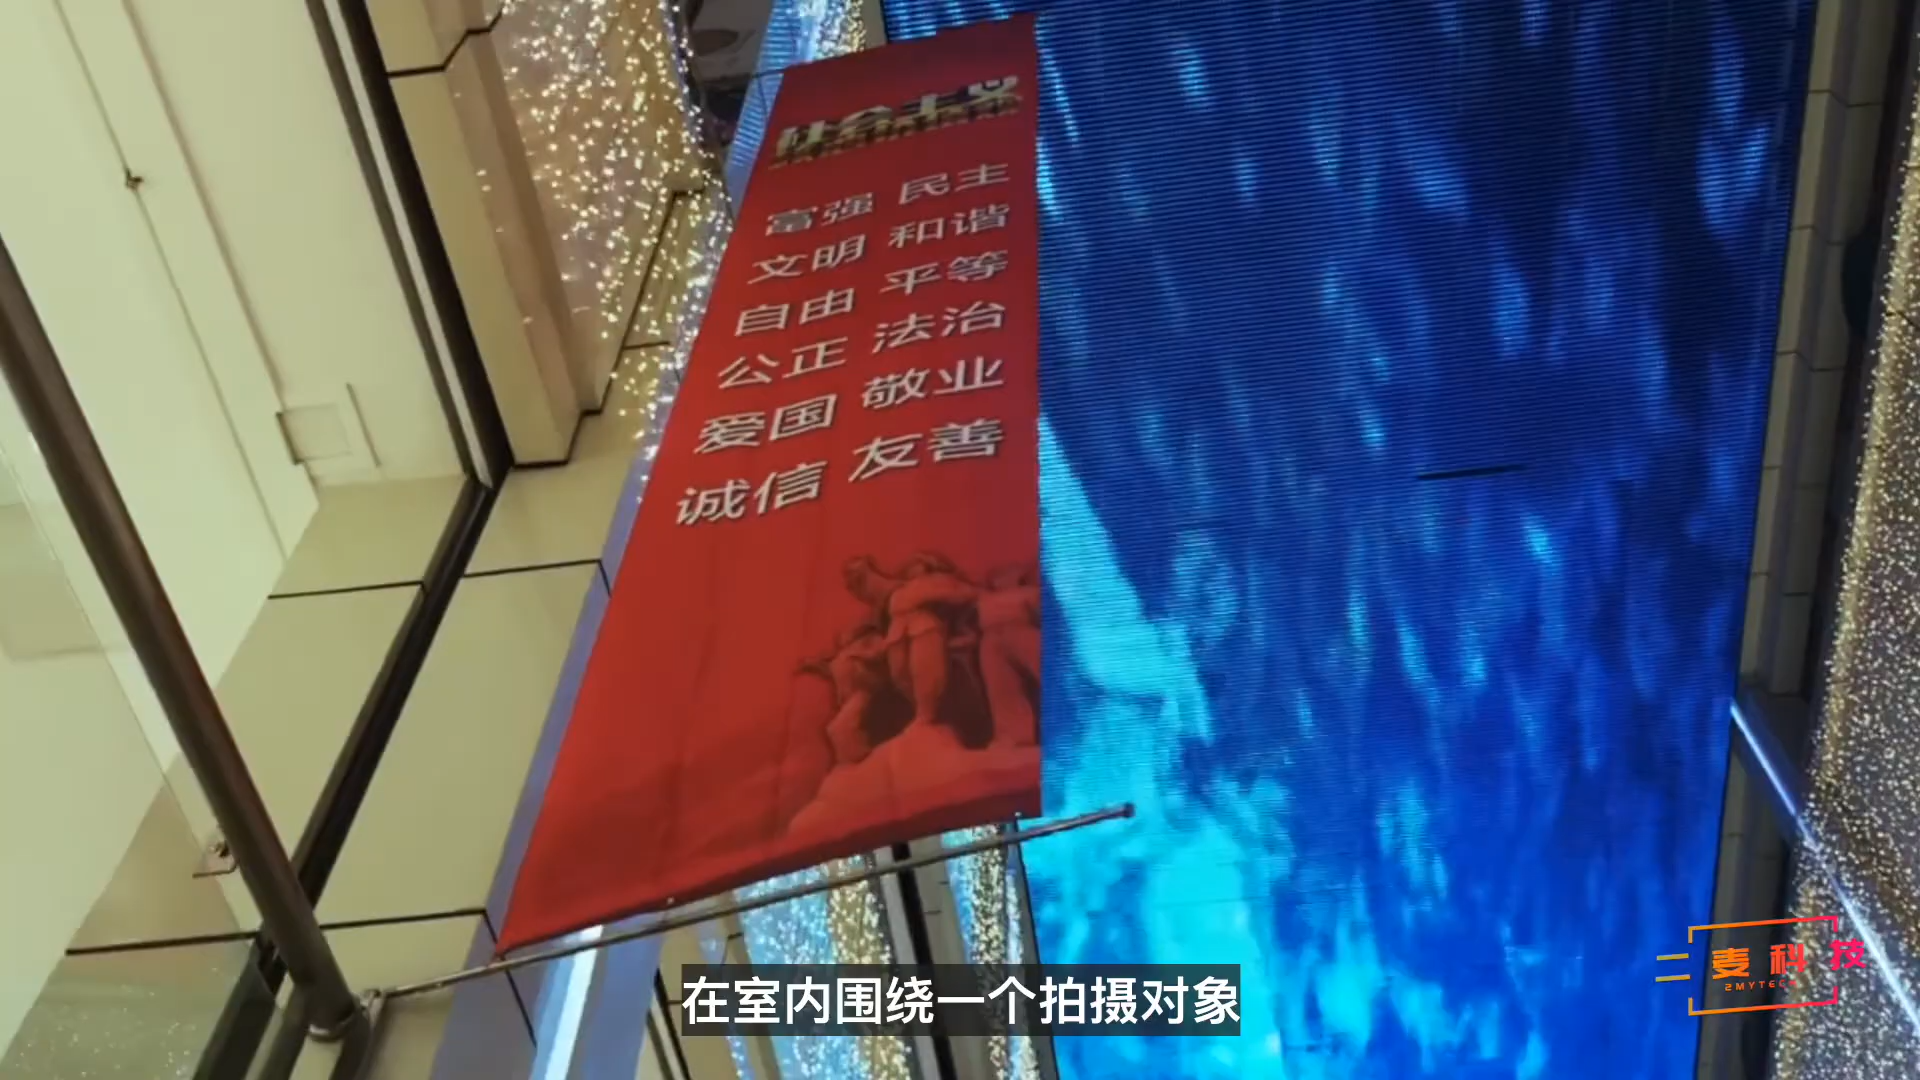 社会主义
富强 民主
文明 和谐
自由 平等
公正 法治
爱国 敬业
诚信 友善
在室内围绕一个拍摄对象
二麦科技
2MYTECH